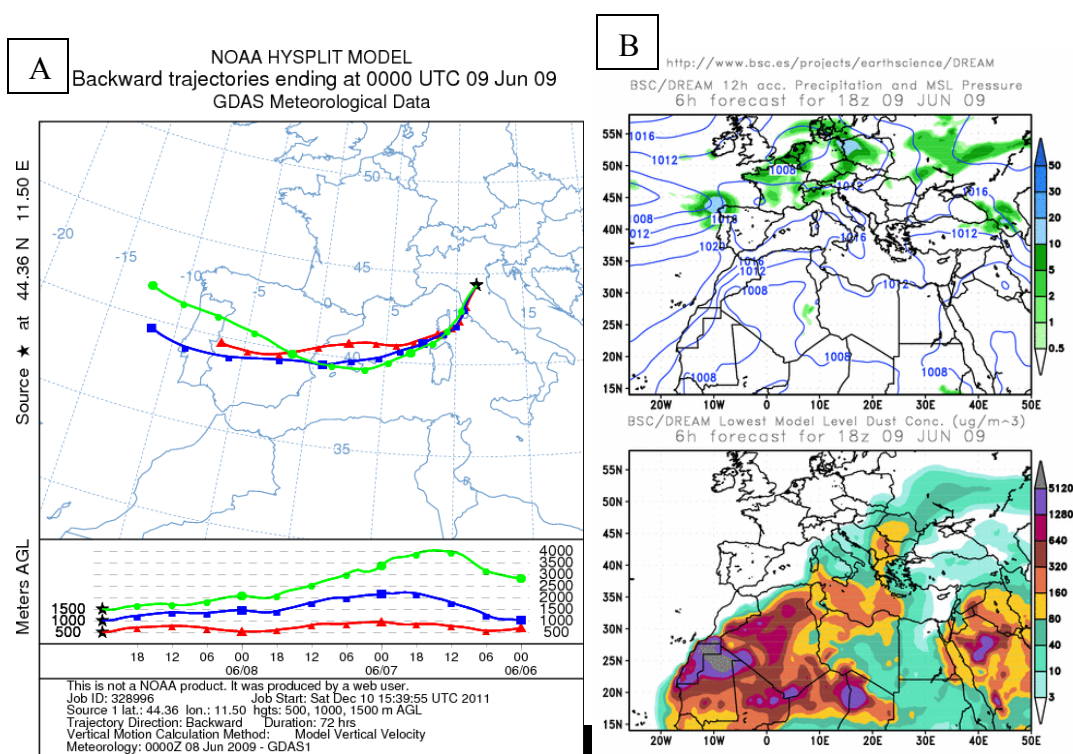 A
NOAA HYSPLIT MODEL
Backward trajectories ending at 0000 UTC 09 Jun 09
GDAS Meteorological Data
Source ★ at 44.36 N 11.50 E
-20
-15
-10
-5
0
5
15
50
45
40
35
Meters AGL
1500
1000
500
4000
3500
3000
2500
2000
1500
1000
500
18 12 06 00 18 12 06 00 18 12 06 00
06/08 06/07 06/06
This is not a NOAA product. It was produced by a web user.
Job ID: 328996 Job Start: Sat Dec 10 15:39:55 UTC 2011
Source 1 lat.: 44.36 lon.: 11.50 hgts: 500, 1000, 1500 m AGL
Trajectory Direction: Backward Duration: 72 hrs
Vertical Motion Calculation Method: Model Vertical Velocity
Meteorology: 0000Z 08 Jun 2009 - GDAS1
B
http://www.bsc.es/projects/earthscience/DREAM
BSC/DREAM 12h acc. Precipitation and MSL Pressure
6h forecast for 18z 09 JUN 09
55N
50N
45N
40N
35N
30N
25N
20N
15N
1016
1012
1008
1012
1016
1008
1012
1016
1020
1016
1012
1008
1016
1012
1012
1008
1008
20W 10W 0 10E 20E 30E 40E 50E
50
30
20
10
5
2
1
0.5
BSC/DREAM Lowest Model Level Dust Conc. (ug/m^3)
6h forecast for 18z 09 JUN 09
55N
50N
45N
40N
35N
30N
25N
20N
15N
20W 10W 0 10E 20E 30E 40E 50E
5120
1280
640
320
160
80
40
10
3